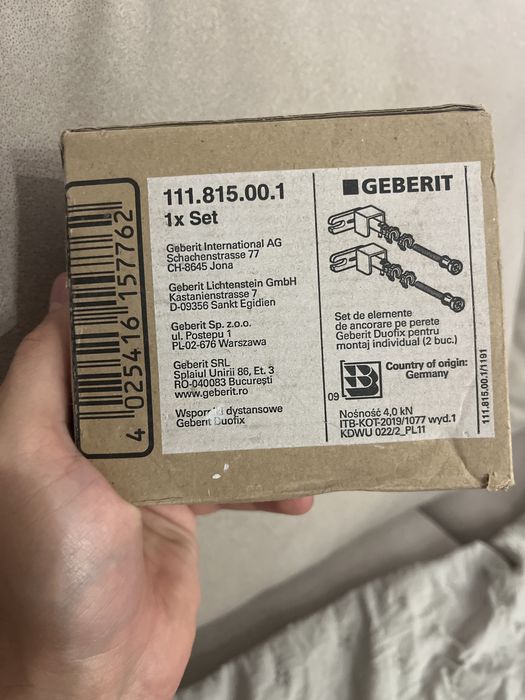 111.815.00.1
1x Set
Geberit International AG
Schachenstrasse 77
CH-8645 Jona
Geberit Lichtenstein GmbH
Kastanienstrasse 7
D-09356 Sankt Egidien
Geberit Sp. z.o.o.
ul. Postępu 1
PL-02-676 Warszawa
Geberit SRL
Splaiul Unirii 86, Et. 3
RO-040083 București
www.geberit.ro
Wsporniki dystansowe
Geberit Duofix
4 025416 157762
GEBERIT
Set de elemente
de ancorare pe perete
Geberit Duofix pentru
montaj individual (2 buc.)
Country of origin:
Germany
09
Nośność 4,0 kN
ITB-KOT-2019/1077 wyd.1
KDWU 022/2_PL11
111.815.00.1/1191